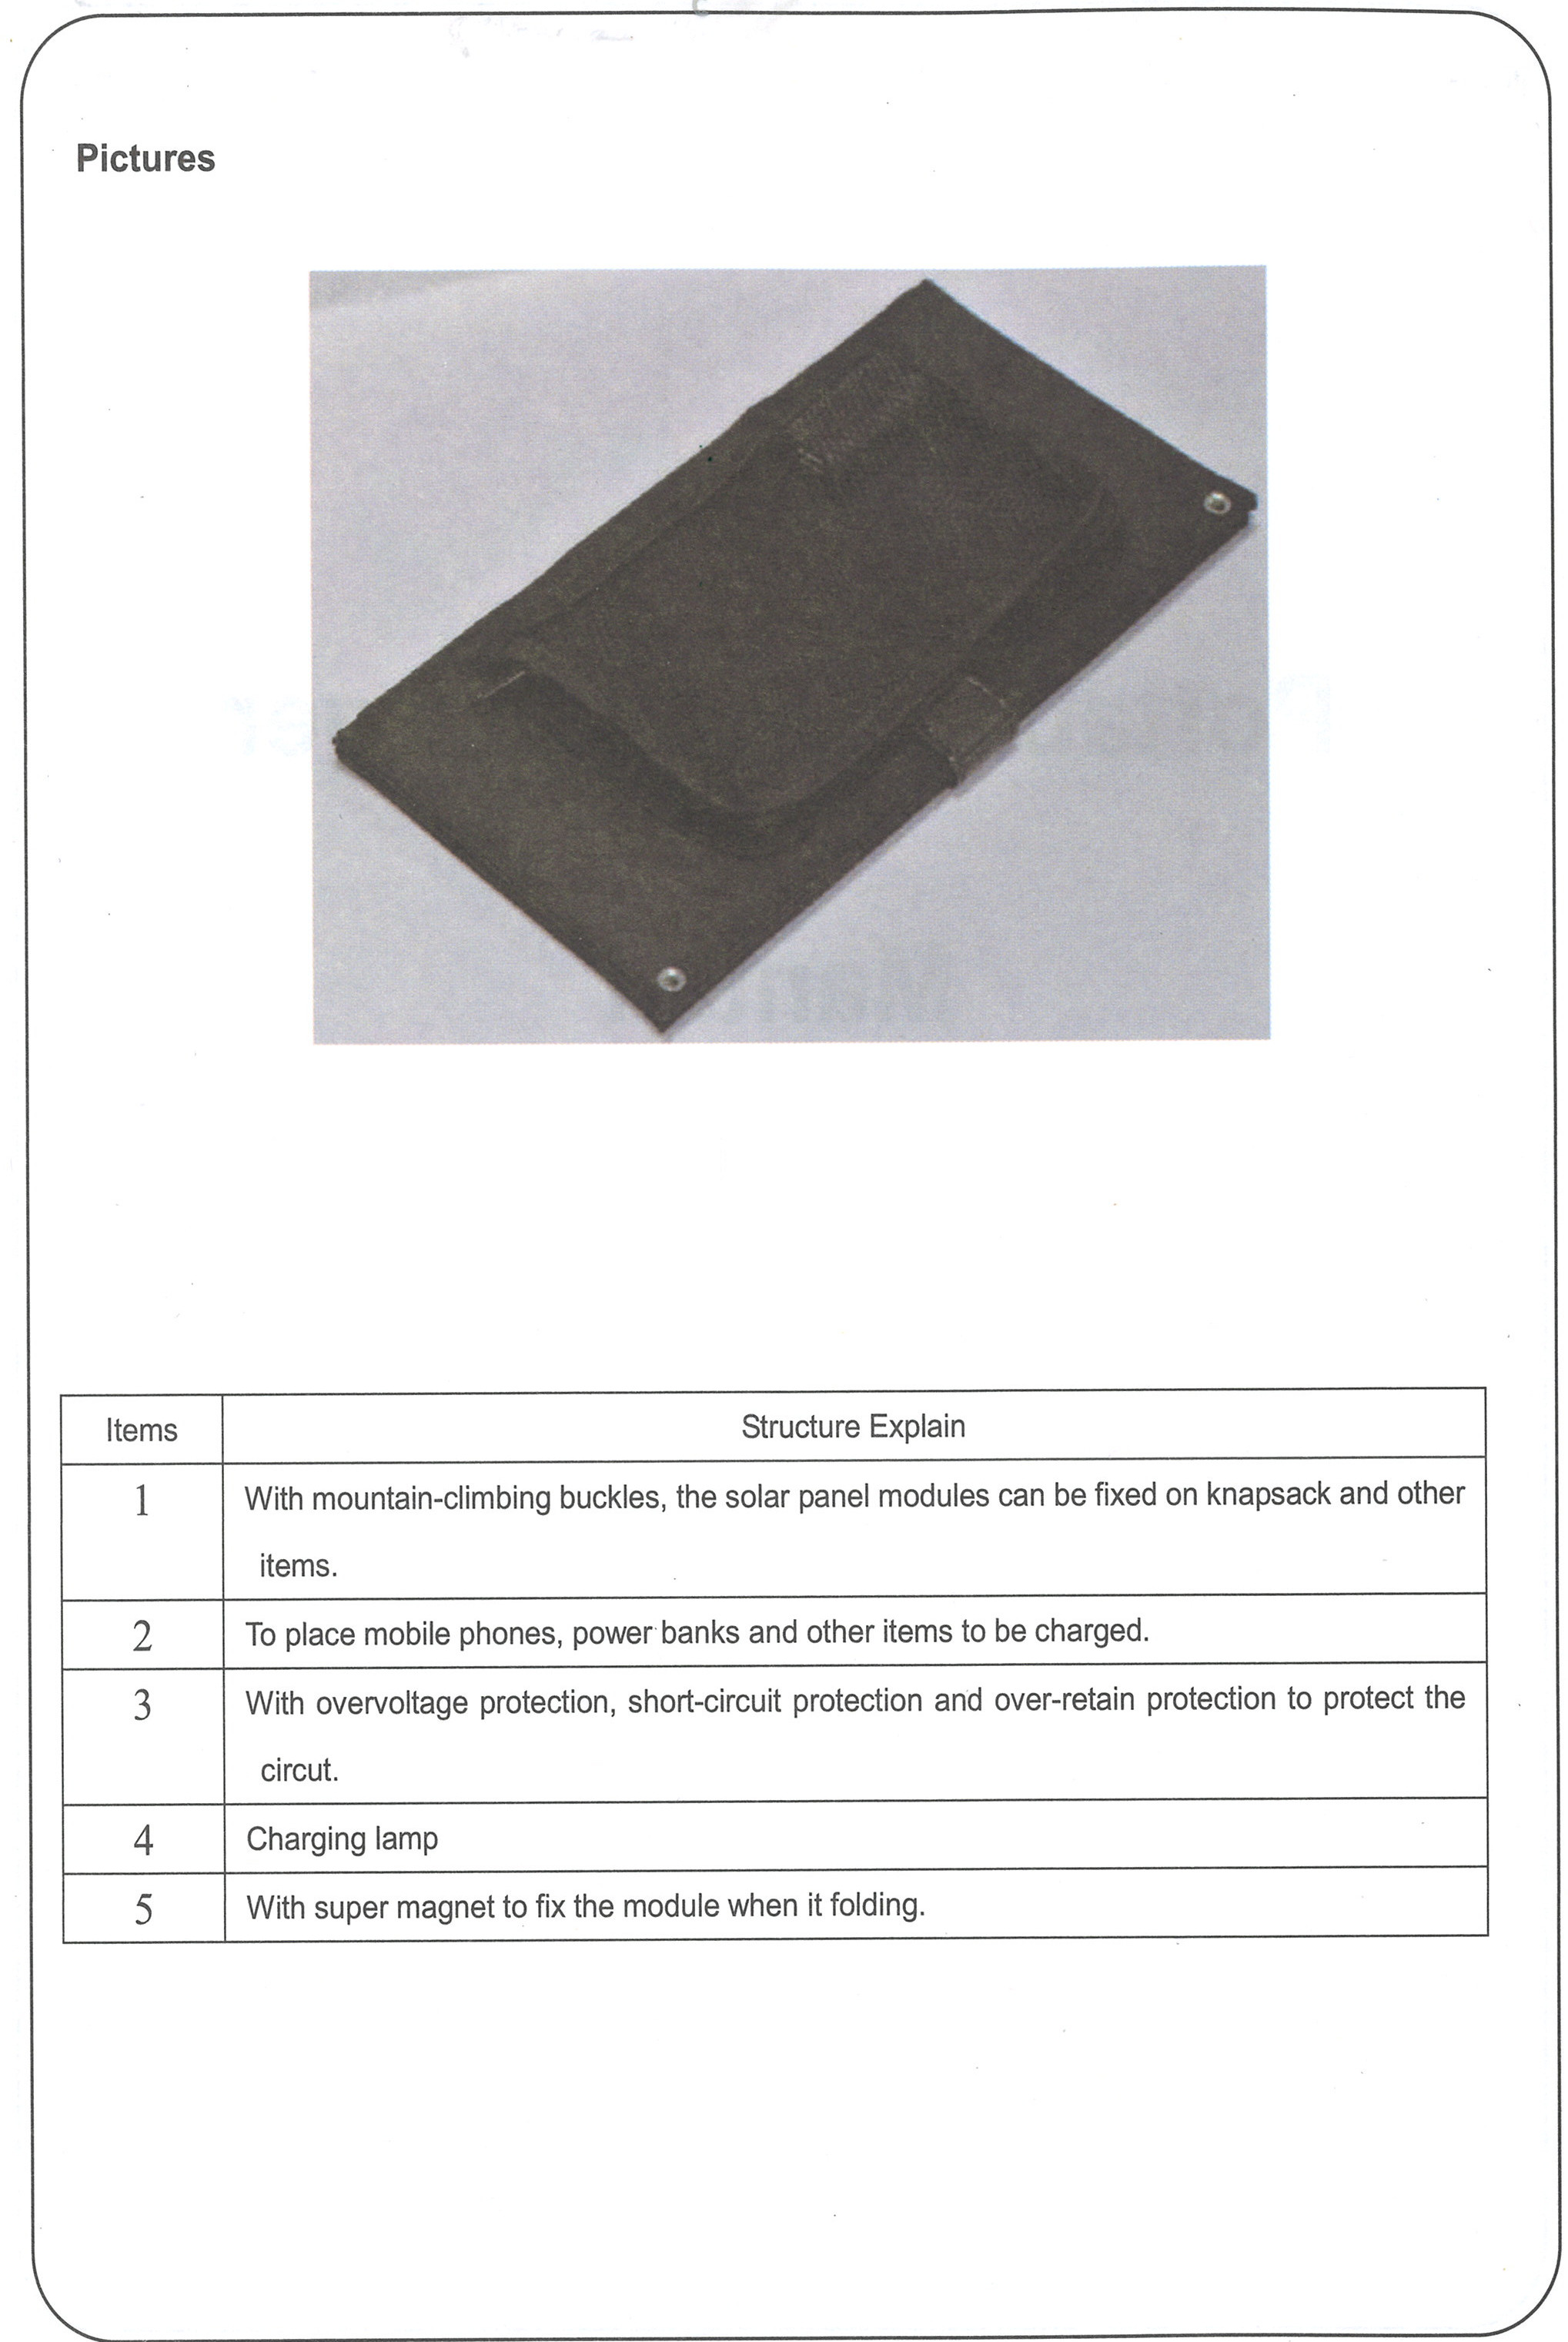 Pictures
Items Structure Explain
1 With mountain-climbing buckles, the solar panel modules can be fixed on knapsack and other
items.
2 To place mobile phones, power banks and other items to be charged.
3 With overvoltage protection, short-circuit protection and over-retain protection to protect the
circut.
4 Charging lamp
5 With super magnet to fix the module when it folding.